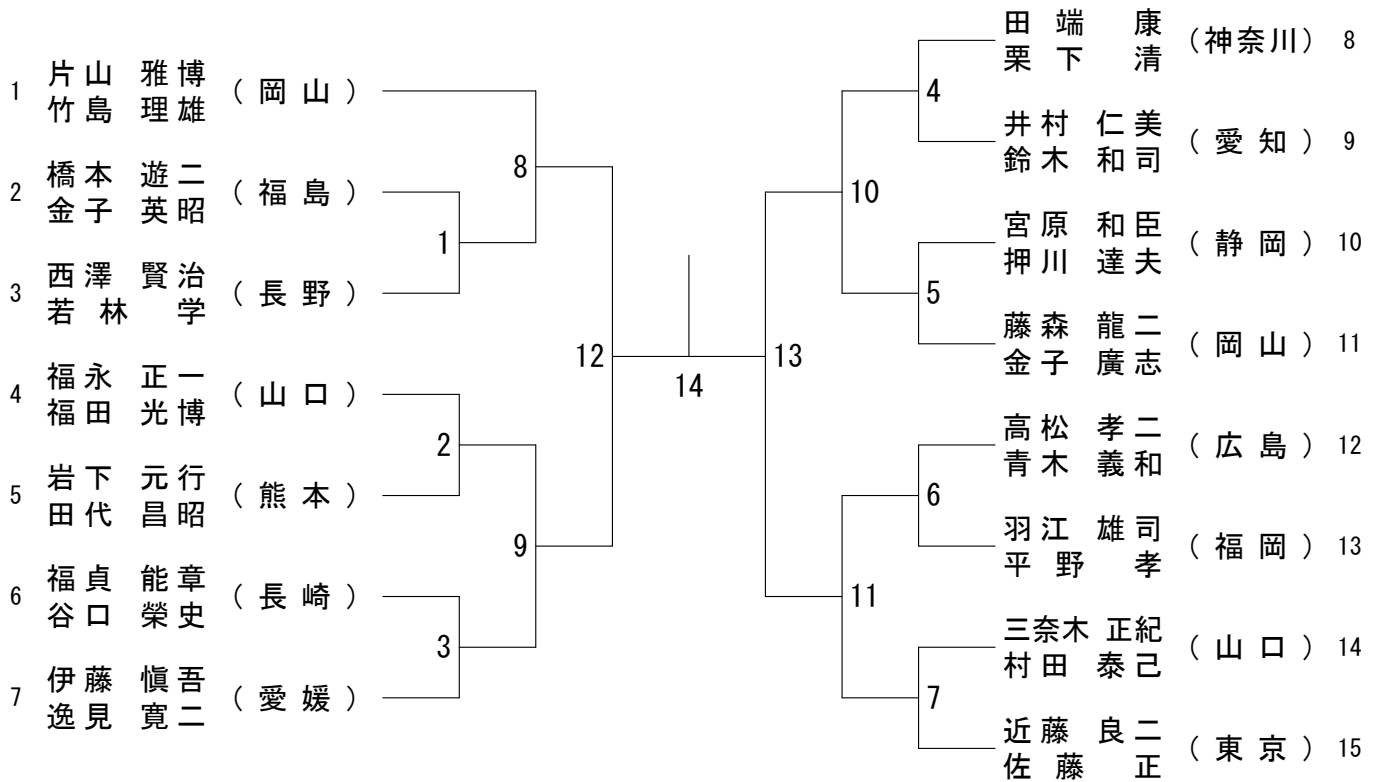 1 片山 雅博 (岡山)
竹島 理雄
2 橋本 遊二 (福島)
金子 英昭
3 西澤 賢治 (長野)
若林 学
4 福永 正一 (山口)
福田 光博
5 岩下 元行 (熊本)
田代 昌昭
6 福貞 能章 (長崎)
谷口 榮史
7 伊藤 愼吾 (愛媛)
逸見 寛二
8
1
12
2
9
3
14
田端 康 (神奈川) 8
栗下 清
井村 仁美 (愛知) 9
鈴木 和司
宮原 和臣 (静岡) 10
押川 達夫
藤森 龍二 (岡山) 11
金子 廣志
高松 孝二 (広島) 12
青木 義和
羽江 雄司 (福岡) 13
平野 孝
三奈木 正紀 (山口) 14
村田 泰己
近藤 良二 (東京) 15
佐藤 正
4
10
5
13
6
11
7